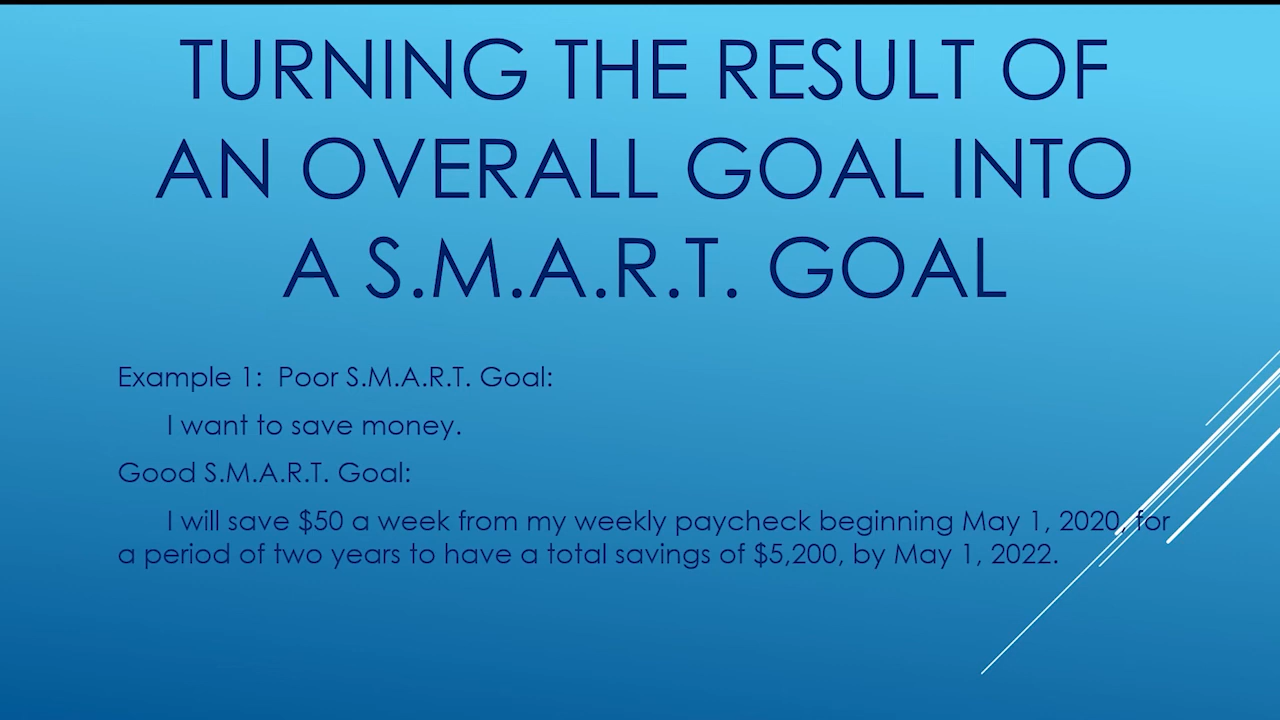 TURNING THE RESULT OF
AN OVERALL GOAL INTO
A S.M.A.R.T. GOAL
Example 1:  Poor S.M.A.R.T. Goal:
I want to save money.
Good S.M.A.R.T. Goal:
I will save $50 a week from my weekly paycheck beginning May 1, 2020, for
a period of two years to have a total savings of $5,200, by May 1, 2022.